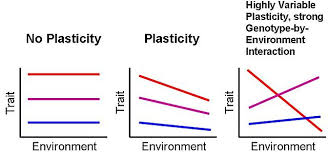 No Plasticity
Plasticity
Highly Variable
Plasticity, strong
Genotype-by-
Environment
Interaction
Trait
Environment
Trait
Environment
Trait
Environment